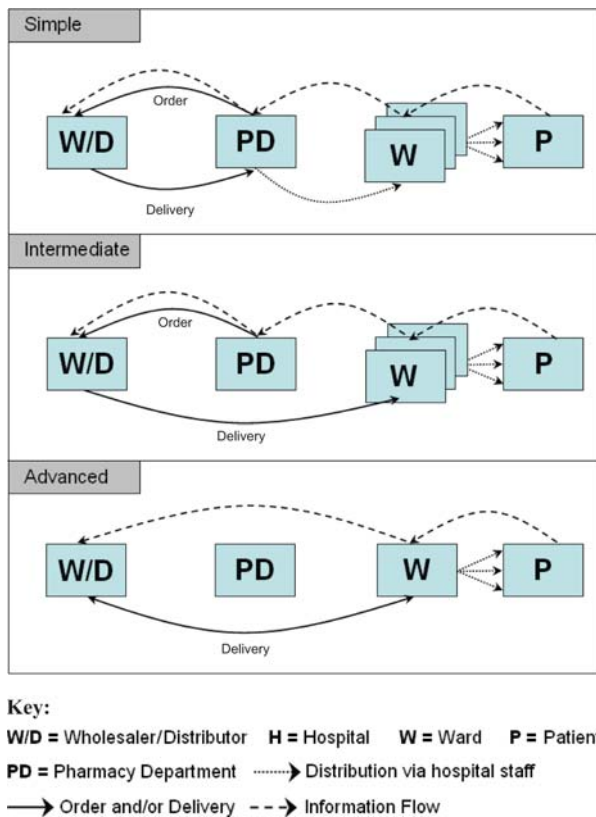 Simple
Order
W/D PD W P
Delivery
Intermediate
Order
W/D PD W P
Delivery
Advanced
W/D PD W P
Delivery
Key:
W/D = Wholesaler/Distributor H = Hospital W = Ward P = Patient
PD = Pharmacy Department Distribution via hospital staff
Order and/or Delivery Information Flow